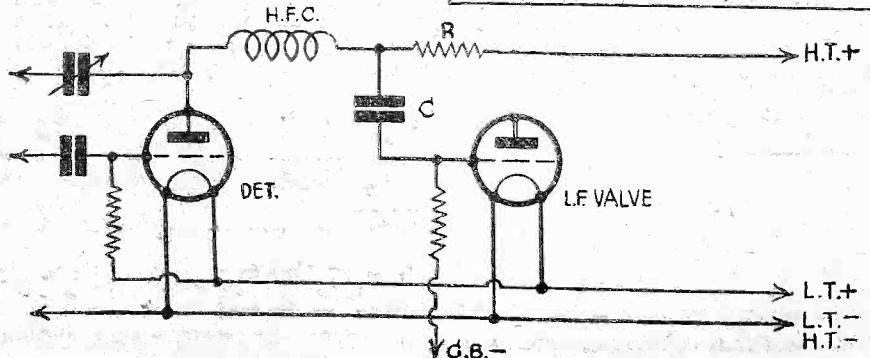 H.F.C.
R
H.T.+
C
DET.
L.F. VALVE
L.T.+
L.T.-
H.T.-
G.B.-